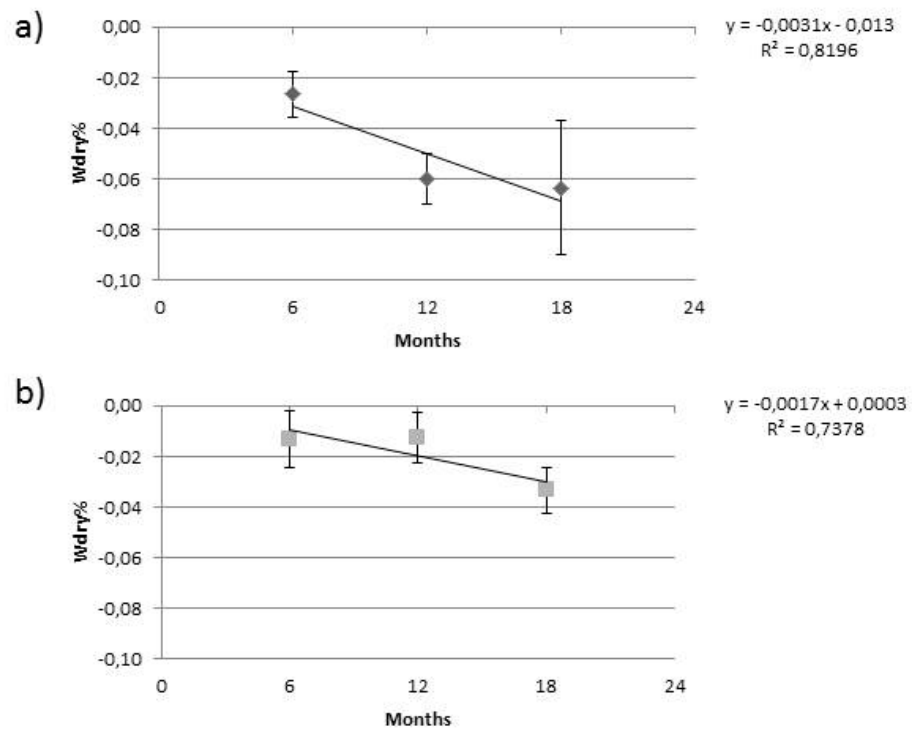 a)
y = -0,0031x - 0,013
R² = 0,8196
0,00
-0,02
-0,04
-0,06
-0,08
-0,10
Wdry%
0 6 12 18 24
Months
b)
y = -0,0017x + 0,0003
R² = 0,7378
0,00
-0,02
-0,04
-0,06
-0,08
-0,10
Wdry%
0 6 12 18 24
Months